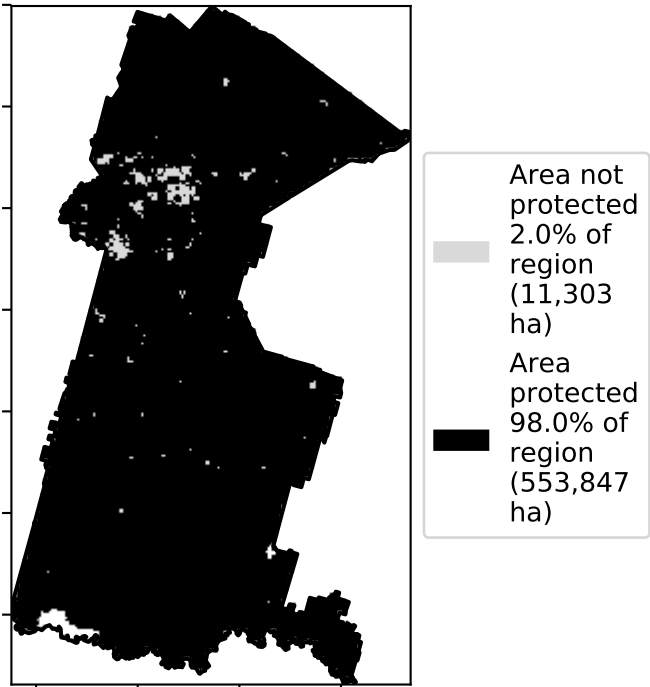 Area not
protected
2.0% of
region
(11,303
ha)
Area
protected
98.0% of
region
(553,847
ha)